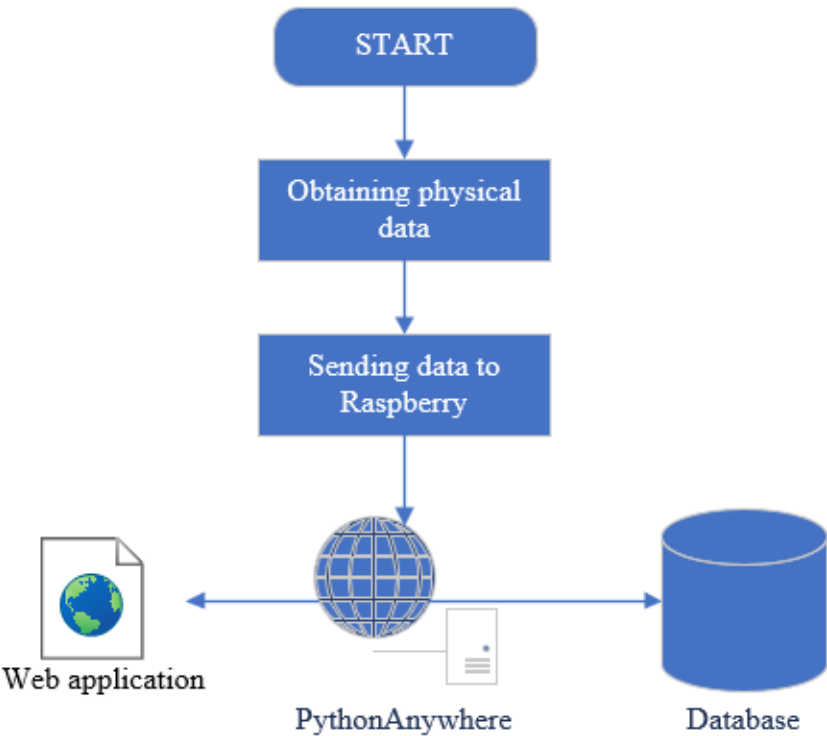 START
Obtaining physical
data
Sending data to
Raspberry
Web application
PythonAnywhere
Database